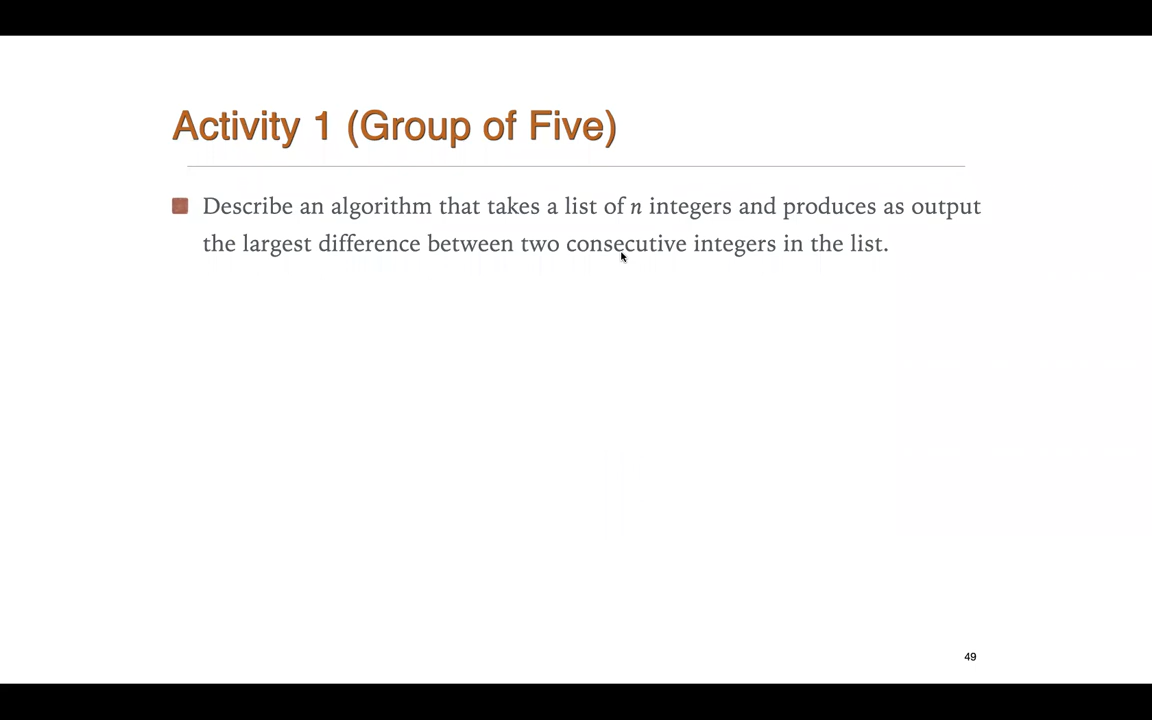 Activity 1 (Group of Five)
Describe an algorithm that takes a list of n integers and produces as output
the largest difference between two consecutive integers in the list.
49